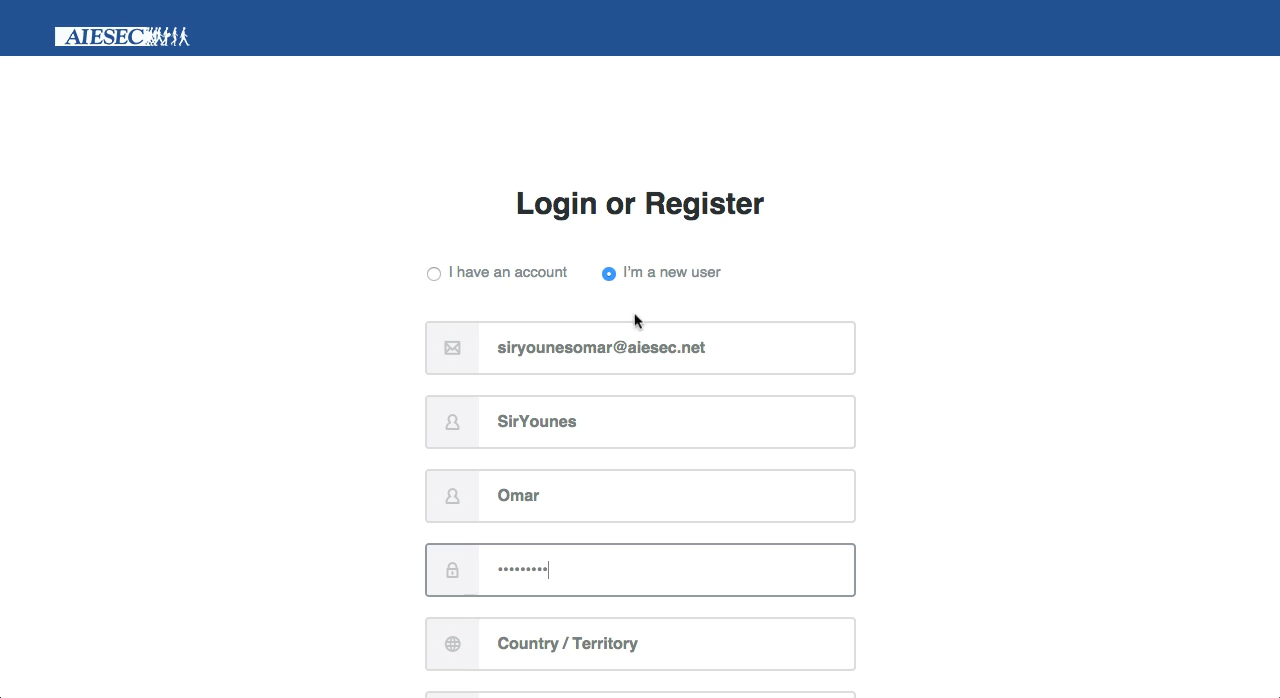 AIESEC
Login or Register
I have an account
I'm a new user
siryounesomar@aiesec.net
SirYounes
Omar
•••••••••
Country / Territory